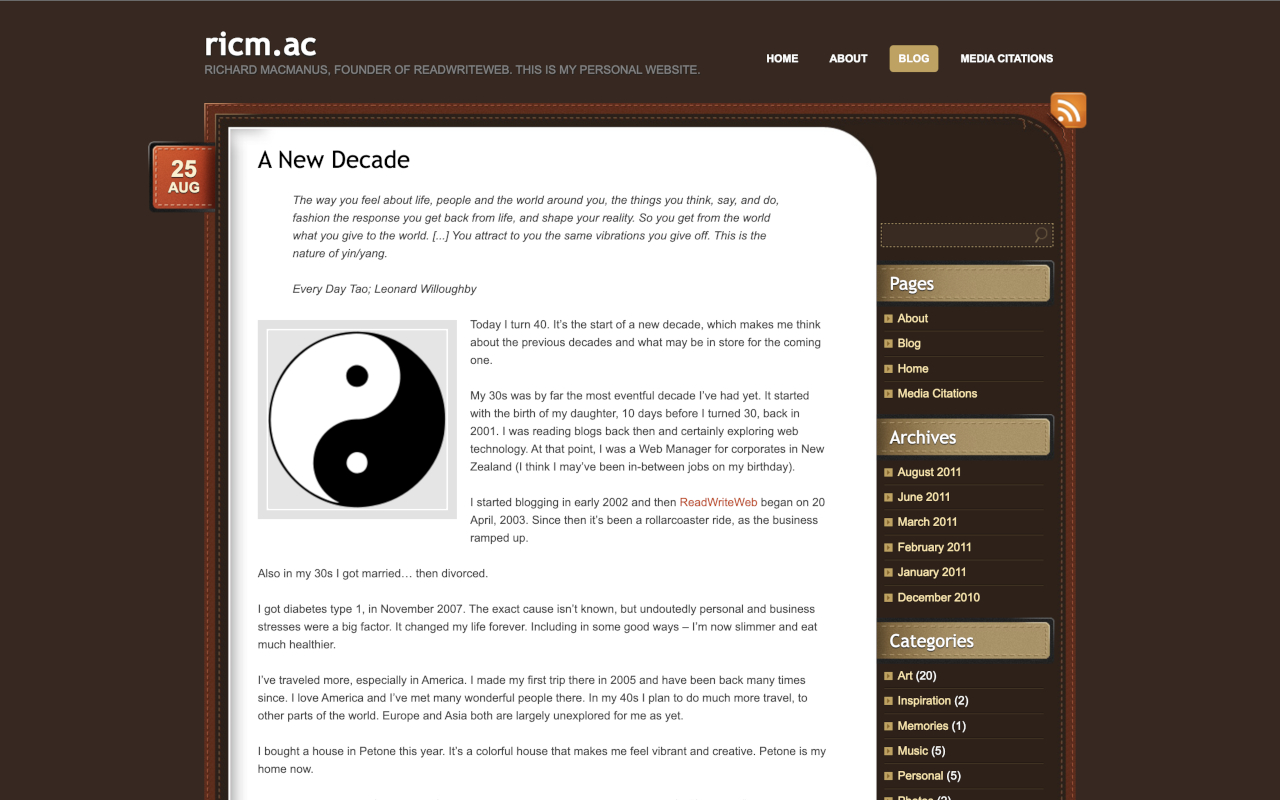 ricm.ac
RICHARD MACMANUS, FOUNDER OF READWRITEWEB. THIS IS MY PERSONAL WEBSITE.
HOME
ABOUT
BLOG
MEDIA CITATIONS
25
AUG
A New Decade
The way you feel about life, people and the world around you, the things you think, say, and do,
fashion the response you get back from life, and shape your reality. So you get from the world
what you give to the world. [...] You attract to you the same vibrations you give off. This is the
nature of yin/yang.
Every Day Tao; Leonard Willoughby
Today I turn 40. It’s the start of a new decade, which makes me think
about the previous decades and what may be in store for the coming
one.
My 30s was by far the most eventful decade I’ve had yet. It started
with the birth of my daughter, 10 days before I turned 30, back in
2001. I was reading blogs back then and certainly exploring web
technology. At that point, I was a Web Manager for corporates in New
Zealand (I think I may’ve been in-between jobs on my birthday).
I started blogging in early 2002 and then ReadWriteWeb began on 20
April, 2003. Since then it’s been a rollarcoaster ride, as the business
ramped up.
Also in my 30s I got married… then divorced.
I got diabetes type 1, in November 2007. The exact cause isn’t known, but undoutedly personal and business
stresses were a big factor. It changed my life forever. Including in some good ways – I’m now slimmer and eat
much healthier.
I’ve traveled more, especially in America. I made my first trip there in 2005 and have been back many times
since. I love America and I’ve met many wonderful people there. In my 40s I plan to do much more travel, to
other parts of the world. Europe and Asia both are largely unexplored for me as yet.
I bought a house in Petone this year. It’s a colorful house that makes me feel vibrant and creative. Petone is my
home now.
Pages
About
Blog
Home
Media Citations
Archives
August 2011
June 2011
March 2011
February 2011
January 2011
December 2010
Categories
Art (20)
Inspiration (2)
Memories (1)
Music (5)
Personal (5)